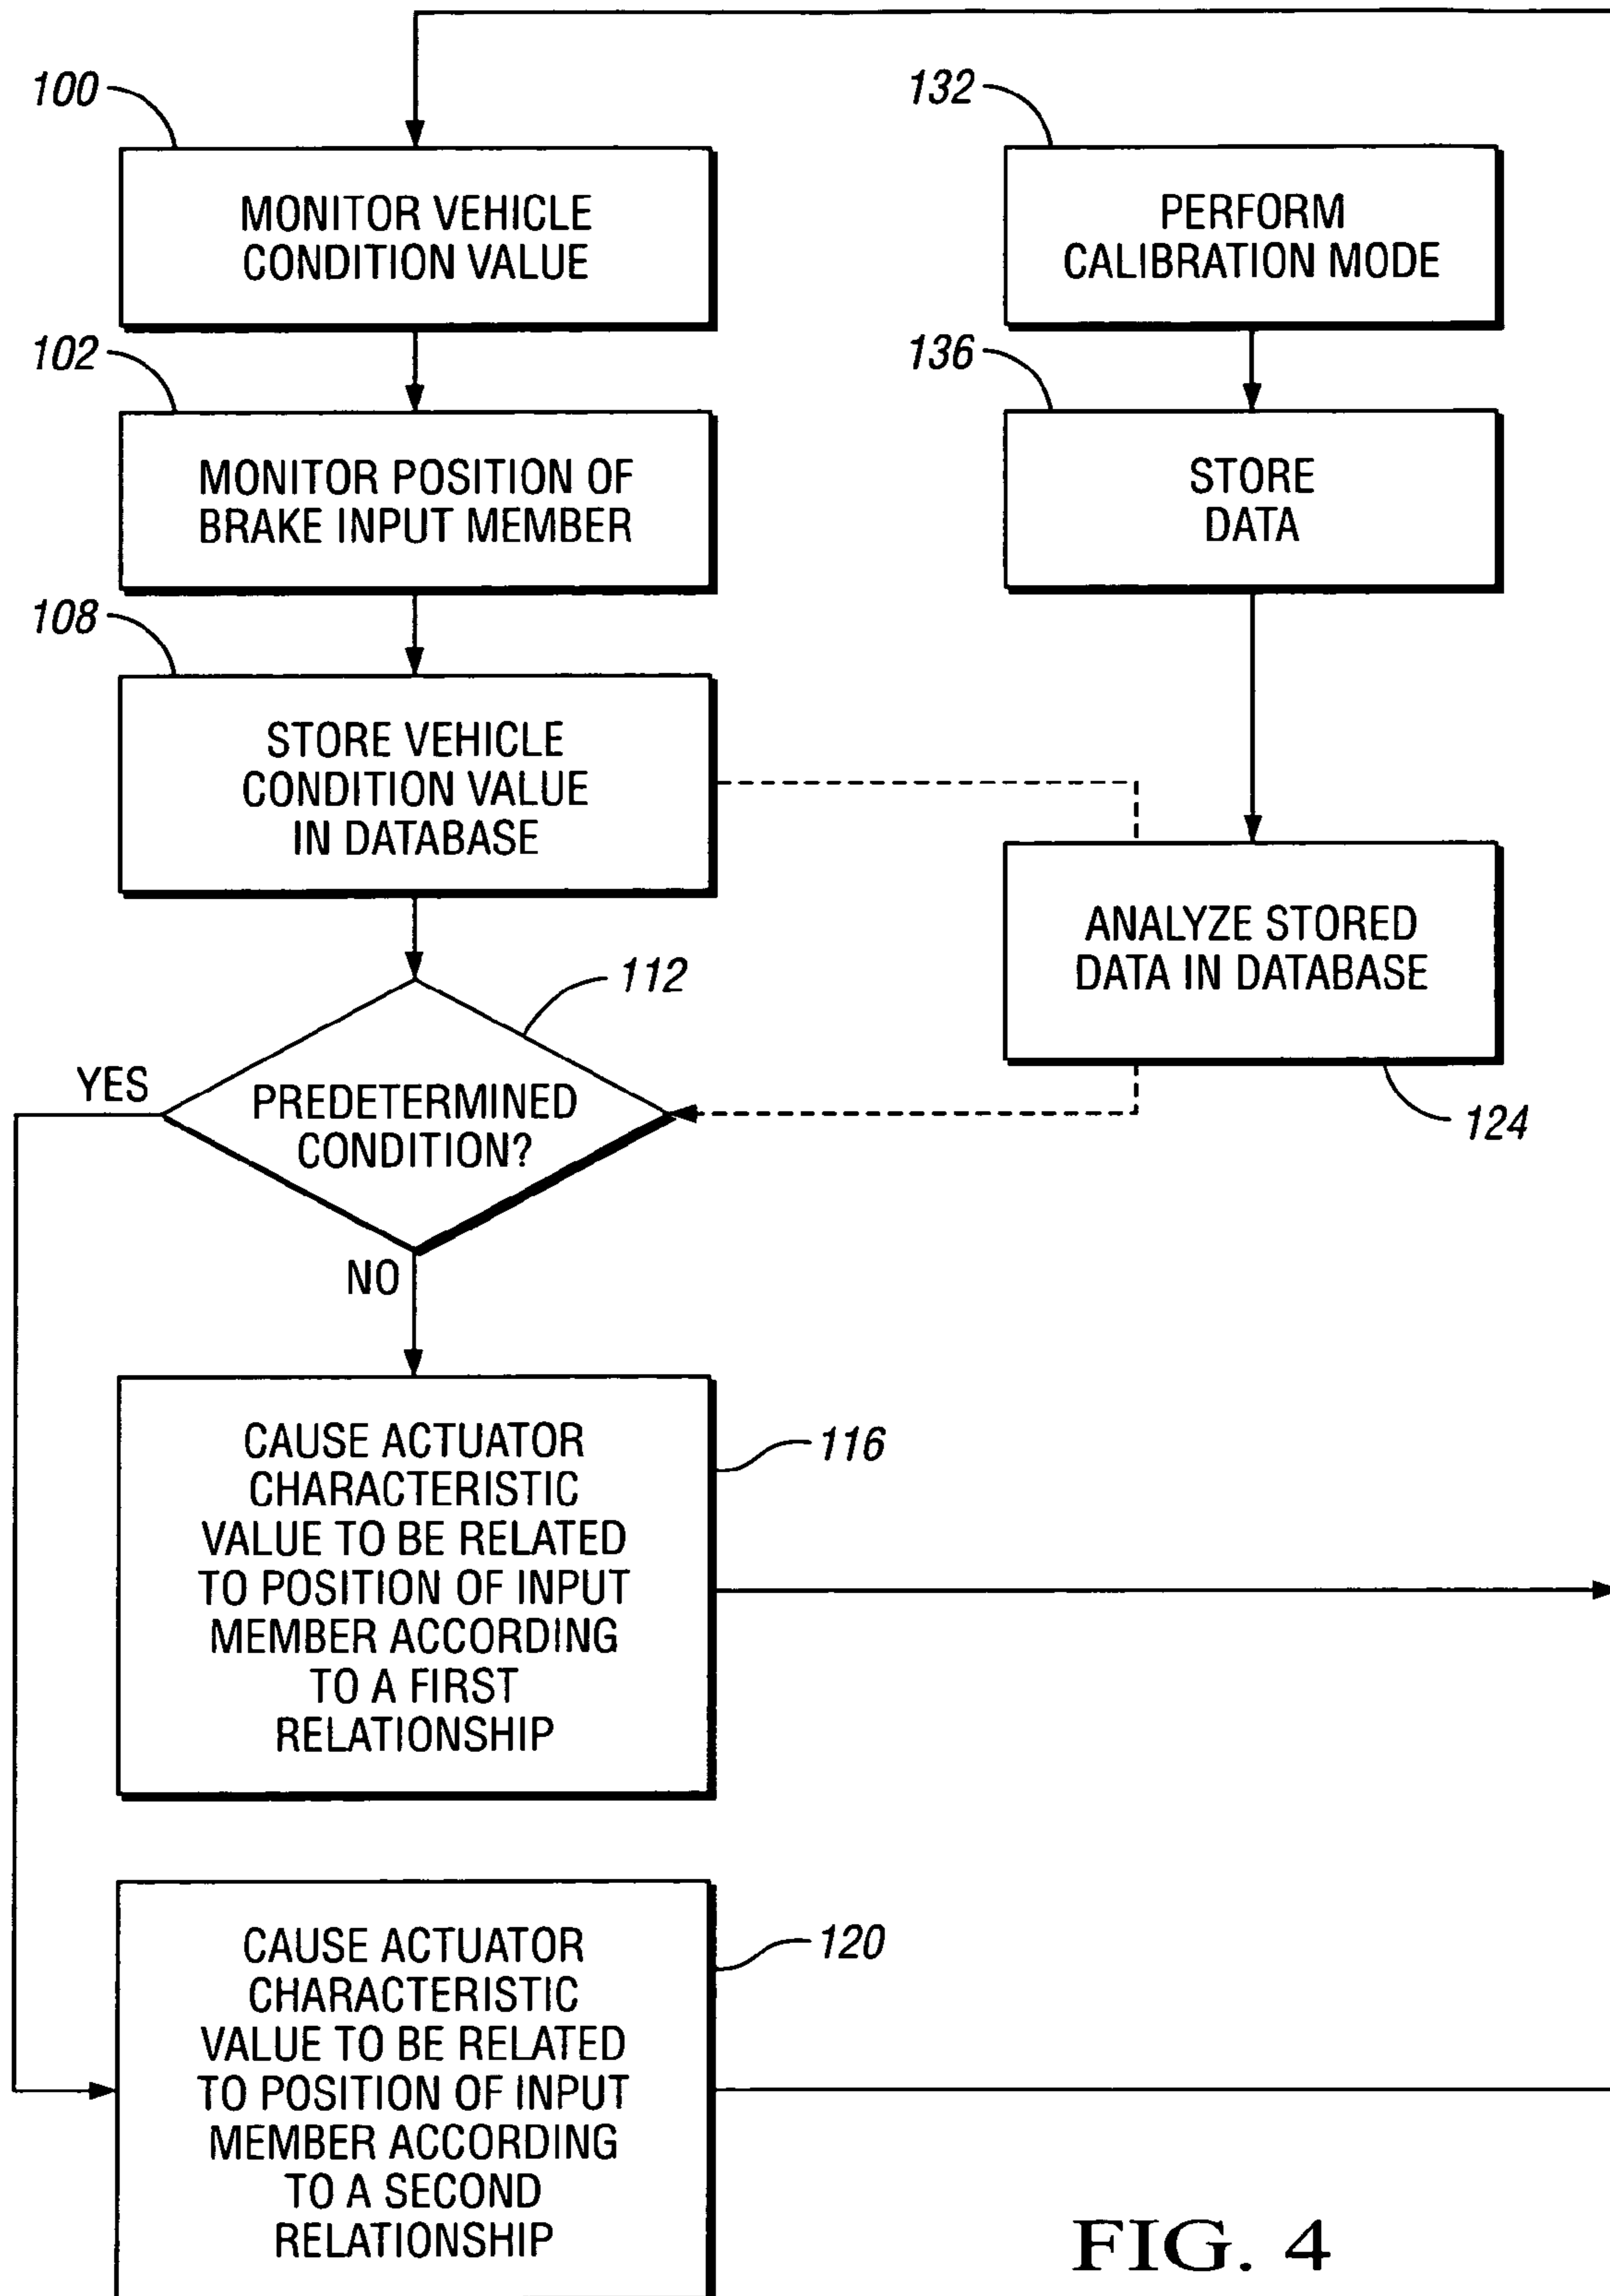 100
MONITOR VEHICLE
CONDITION VALUE
102
MONITOR POSITION OF
BRAKE INPUT MEMBER
108
STORE VEHICLE
CONDITION VALUE
IN DATABASE
112
YES
PREDETERMINED
CONDITION?
NO
116
CAUSE ACTUATOR
CHARACTERISTIC
VALUE TO BE RELATED
TO POSITION OF INPUT
MEMBER ACCORDING
TO A FIRST
RELATIONSHIP
120
CAUSE ACTUATOR
CHARACTERISTIC
VALUE TO BE RELATED
TO POSITION OF INPUT
MEMBER ACCORDING
TO A SECOND
RELATIONSHIP
132
PERFORM
CALIBRATION MODE
136
STORE
DATA
ANALYZE STORED
DATA IN DATABASE
124
FIG. 4